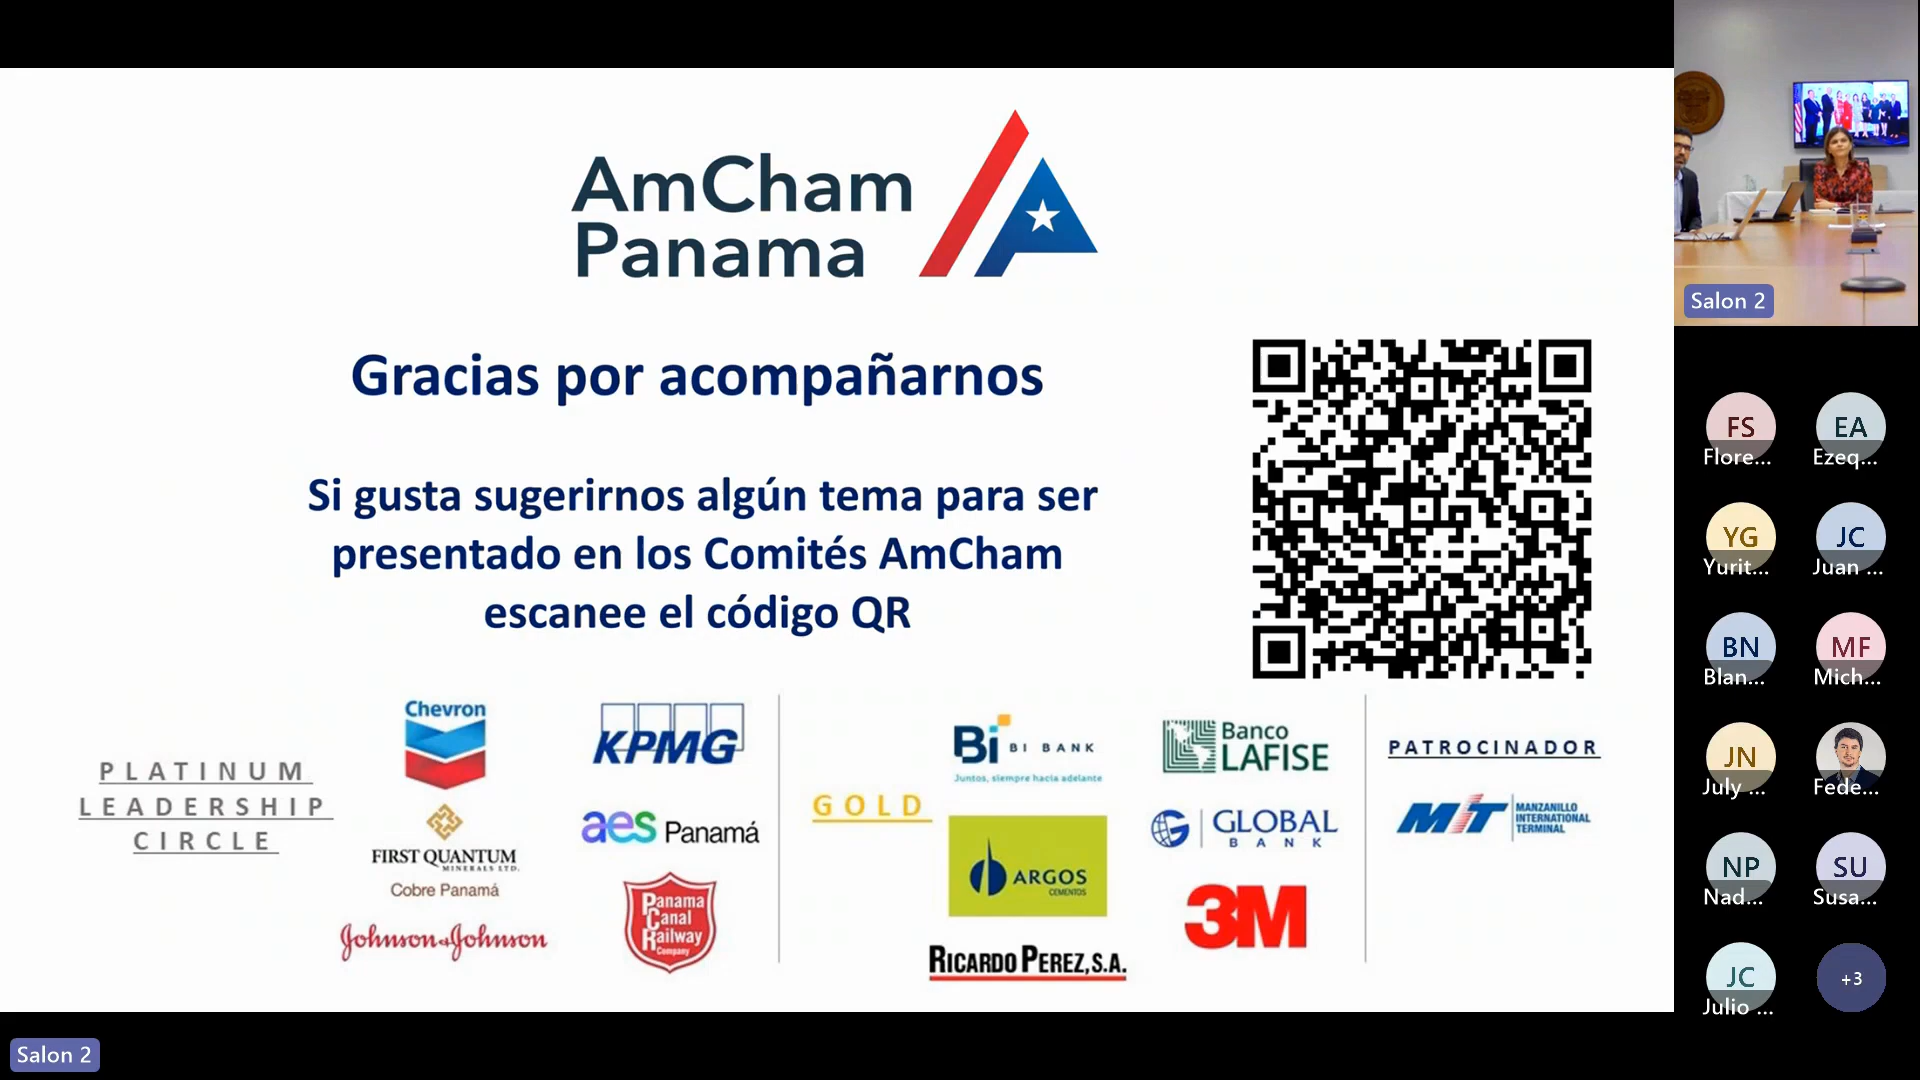 AmCham
Panama
Gracias por acompañarnos
Si gusta sugerirnos algún tema para ser
presentado en los Comités AmCham
escanee el código QR
PLATINUM
LEADERSHIP
CIRCLE
Chevron
FIRST QUANTUM
MINERALS LTD.
Cobre Panamá
Johnson&Johnson
KPMG
aes Panamá
Panama
Canal
Railway
Company
GOLD
Bi BI BANK
Juntos, siempre hacia adelante
ARGOS
CEMENTOS
RICARDO PEREZ, S.A.
Banco
LAFISE
GLOBAL
BANK
3M
PATROCINADOR
MIT MANZANILLO
INTERNATIONAL
TERMINAL
Salon 2
FS
Flore...
EA
Ezeq...
YG
Yurit...
JC
Juan ...
BN
Blan...
MF
Mich...
JN
July ...
Fede...
NP
Nad...
SU
Susa...
JC
Julio ...
+3
Salon 2